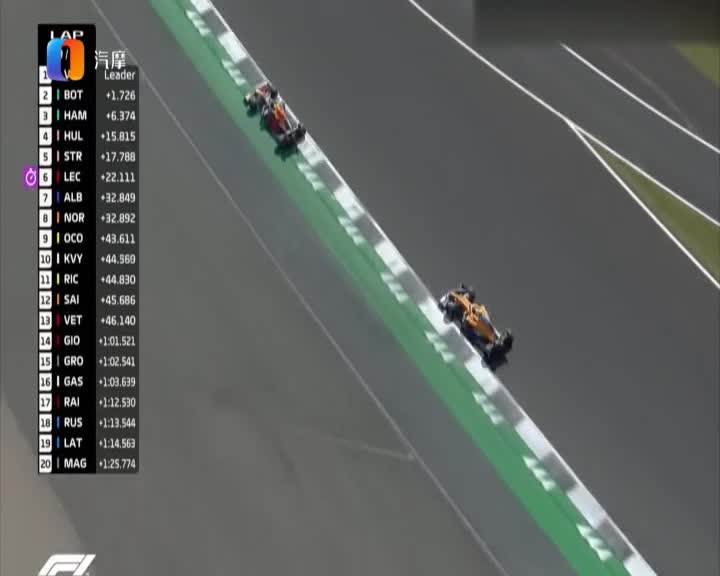 LAP
汽摩
1 Leader
2 BOT +1.726
3 HAM +6.374
4 HUL +15.815
5 STR +17.788
6 LEC +22.111
7 ALB +32.849
8 NOR +32.892
9 OCO +43.611
10 KVY +44.369
11 RIC +44.830
12 SAI +45.686
13 VET +46.140
14 GIO +1:01.521
15 GRO +1:02.541
16 GAS +1:03.639
17 RAI +1:12.530
18 RUS +1:13.544
19 LAT +1:14.563
20 MAG +1:25.774
F1